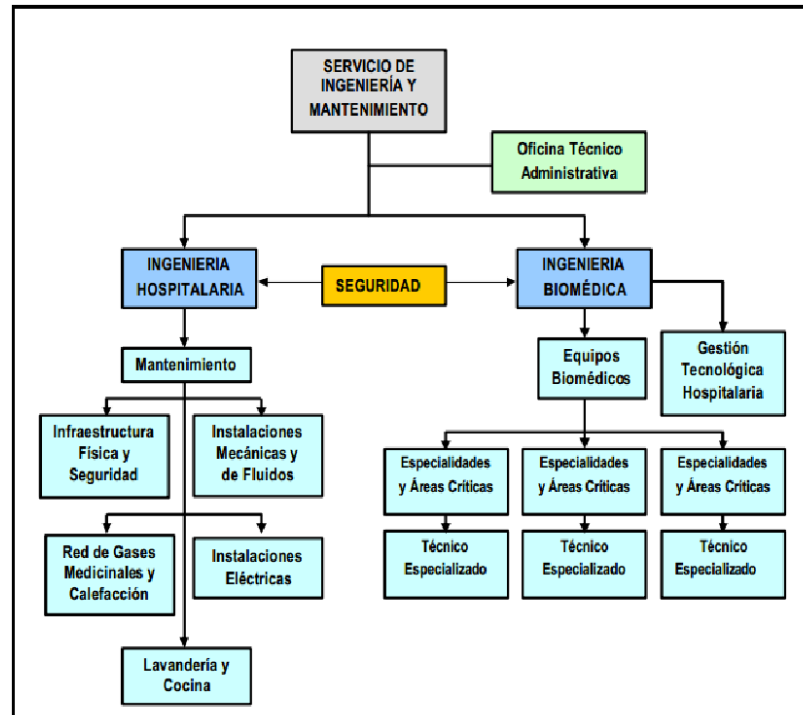 SERVICIO DE
INGENIERÍA Y
MANTENIMIENTO
Oficina Técnico
Administrativa
INGENIERIA
HOSPITALARIA
SEGURIDAD
INGENIERIA
BIOMÉDICA
Mantenimiento
Equipos
Biomédicos
Gestión
Tecnológica
Hospitalaria
Infraestructura
Física y
Seguridad
Instalaciones
Mecánicas y
de Fluidos
Especialidades
y Áreas Críticas
Especialidades
y Áreas Críticas
Especialidades
y Áreas Críticas
Red de Gases
Medicinales y
Calefacción
Instalaciones
Eléctricas
Técnico
Especializado
Técnico
Especializado
Técnico
Especializado
Lavandería y
Cocina